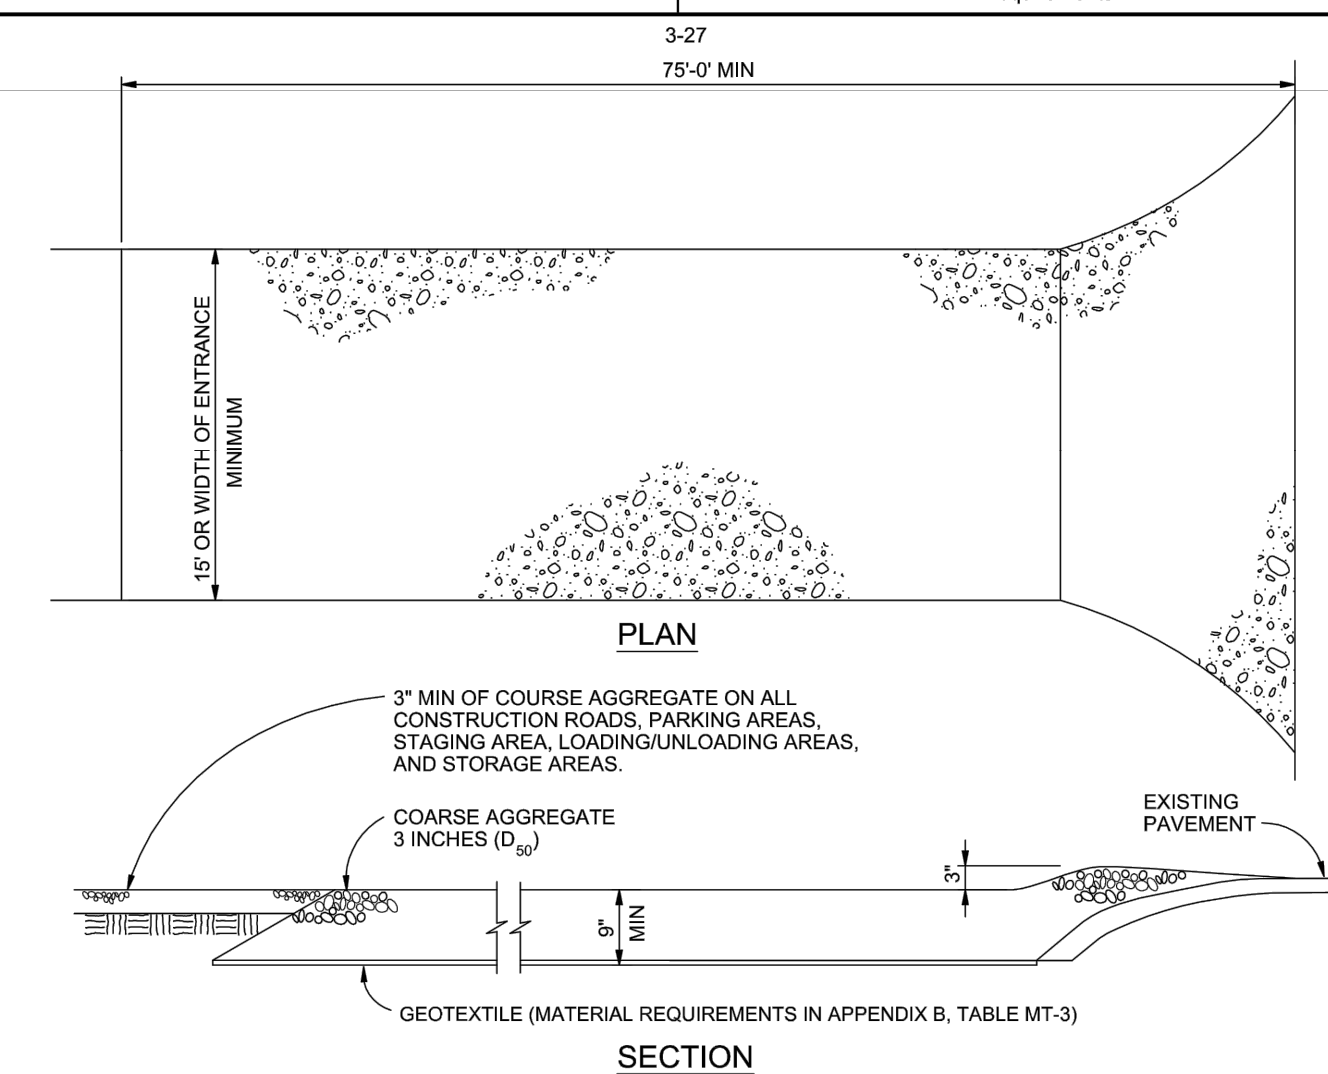 3-27
75'-0' MIN
15' OR WIDTH OF ENTRANCE
MINIMUM
PLAN
3" MIN OF COURSE AGGREGATE ON ALL
CONSTRUCTION ROADS, PARKING AREAS,
STAGING AREA, LOADING/UNLOADING AREAS,
AND STORAGE AREAS.
COARSE AGGREGATE
3 INCHES (D50)
EXISTING
PAVEMENT
3"
9"
MIN
GEOTEXTILE (MATERIAL REQUIREMENTS IN APPENDIX B, TABLE MT-3)
SECTION